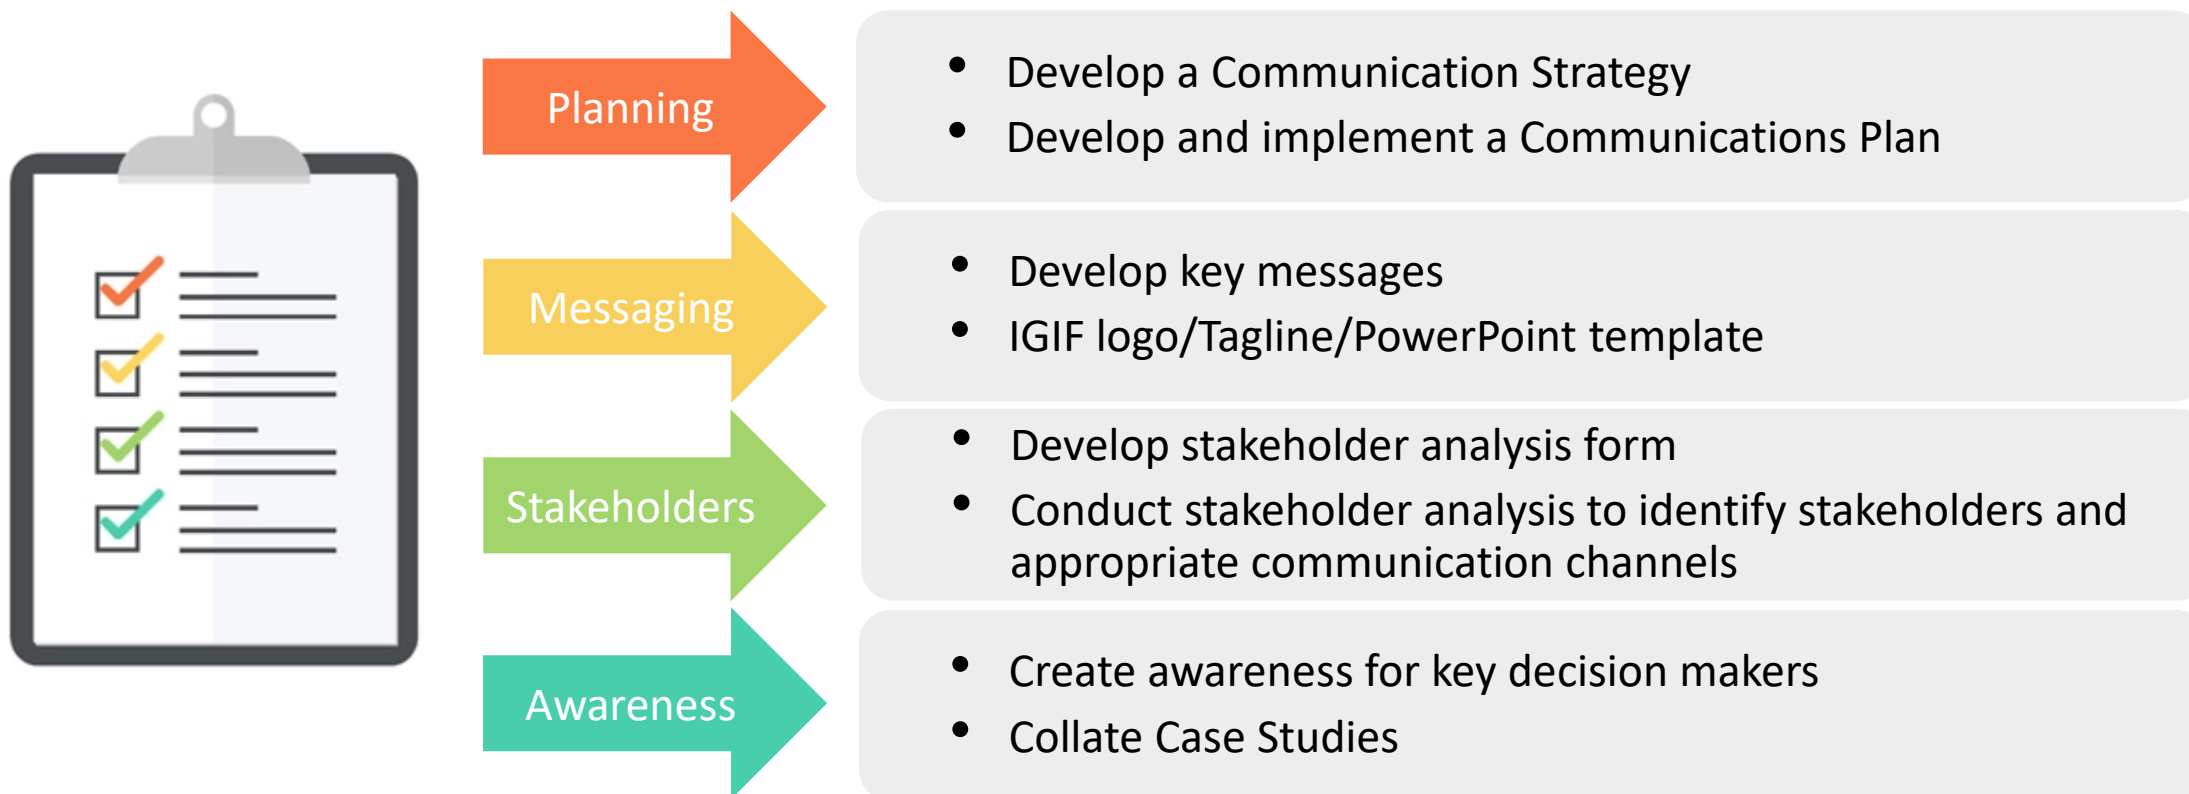 Planning
• Develop a Communication Strategy
• Develop and implement a Communications Plan
Messaging
• Develop key messages
• IGIF logo/Tagline/PowerPoint template
Stakeholders
• Develop stakeholder analysis form
• Conduct stakeholder analysis to identify stakeholders and
appropriate communication channels
Awareness
• Create awareness for key decision makers
• Collate Case Studies